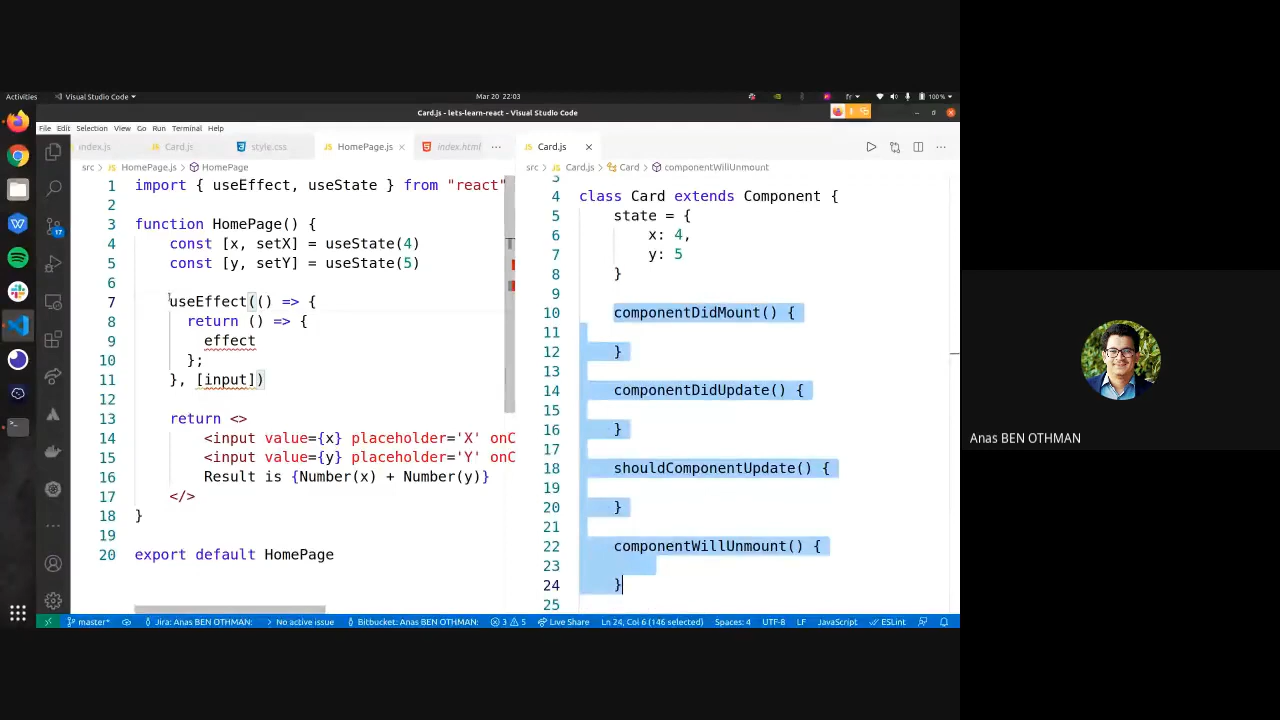 Activities
Visual Studio Code
Mar 20 22:03
fr
100%
Card.js - lets-learn-react - Visual Studio Code
File Edit Selection View Go Run Terminal Help
index.js
Card.js
style.css
HomePage.js
index.html
Card.js
src > HomePage.js > HomePage
src > Card.js > Card > componentWillUnmount
17
1 import { useEffect, useState } from "react"
2
3 function HomePage() {
4 const [x, setX] = useState(4)
5 const [y, setY] = useState(5)
6
7 useEffect(() => {
8 return () => {
9 effect
10 };
11 }, [input])
12
13 return <>
14 <input value={x} placeholder='X' onC
15 <input value={y} placeholder='Y' onC
16 Result is {Number(x) + Number(y)}
17 </>
18 }
19
20 export default HomePage
3
4 class Card extends Component {
5 state = {
6 x: 4,
7 y: 5
8 }
9
10 componentDidMount() {
11
12 }
13
14 componentDidUpdate() {
15
16 }
17
18 shouldComponentUpdate() {
19
20 }
21
22 componentWillUnmount() {
23
24 }
25
master*
Jira: Anas BEN OTHMAN:
No active issue
Bitbucket: Anas BEN OTHMAN:
3 5
Live Share
Ln 24, Col 6 (146 selected)
Spaces: 4
UTF-8
LF
JavaScript
ESLint
Anas BEN OTHMAN